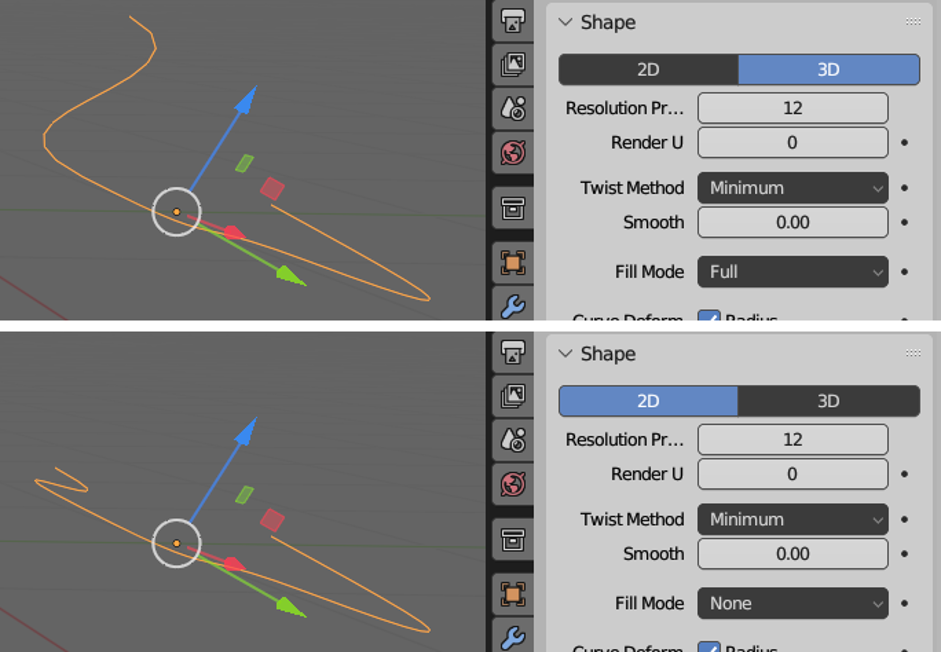 Shape
2D 3D
Resolution Pr... 12
Render U 0
Twist Method Minimum
Smooth 0.00
Fill Mode Full
Curve Deform Radius
Shape
2D 3D
Resolution Pr... 12
Render U 0
Twist Method Minimum
Smooth 0.00
Fill Mode None
Curve Deform Radius